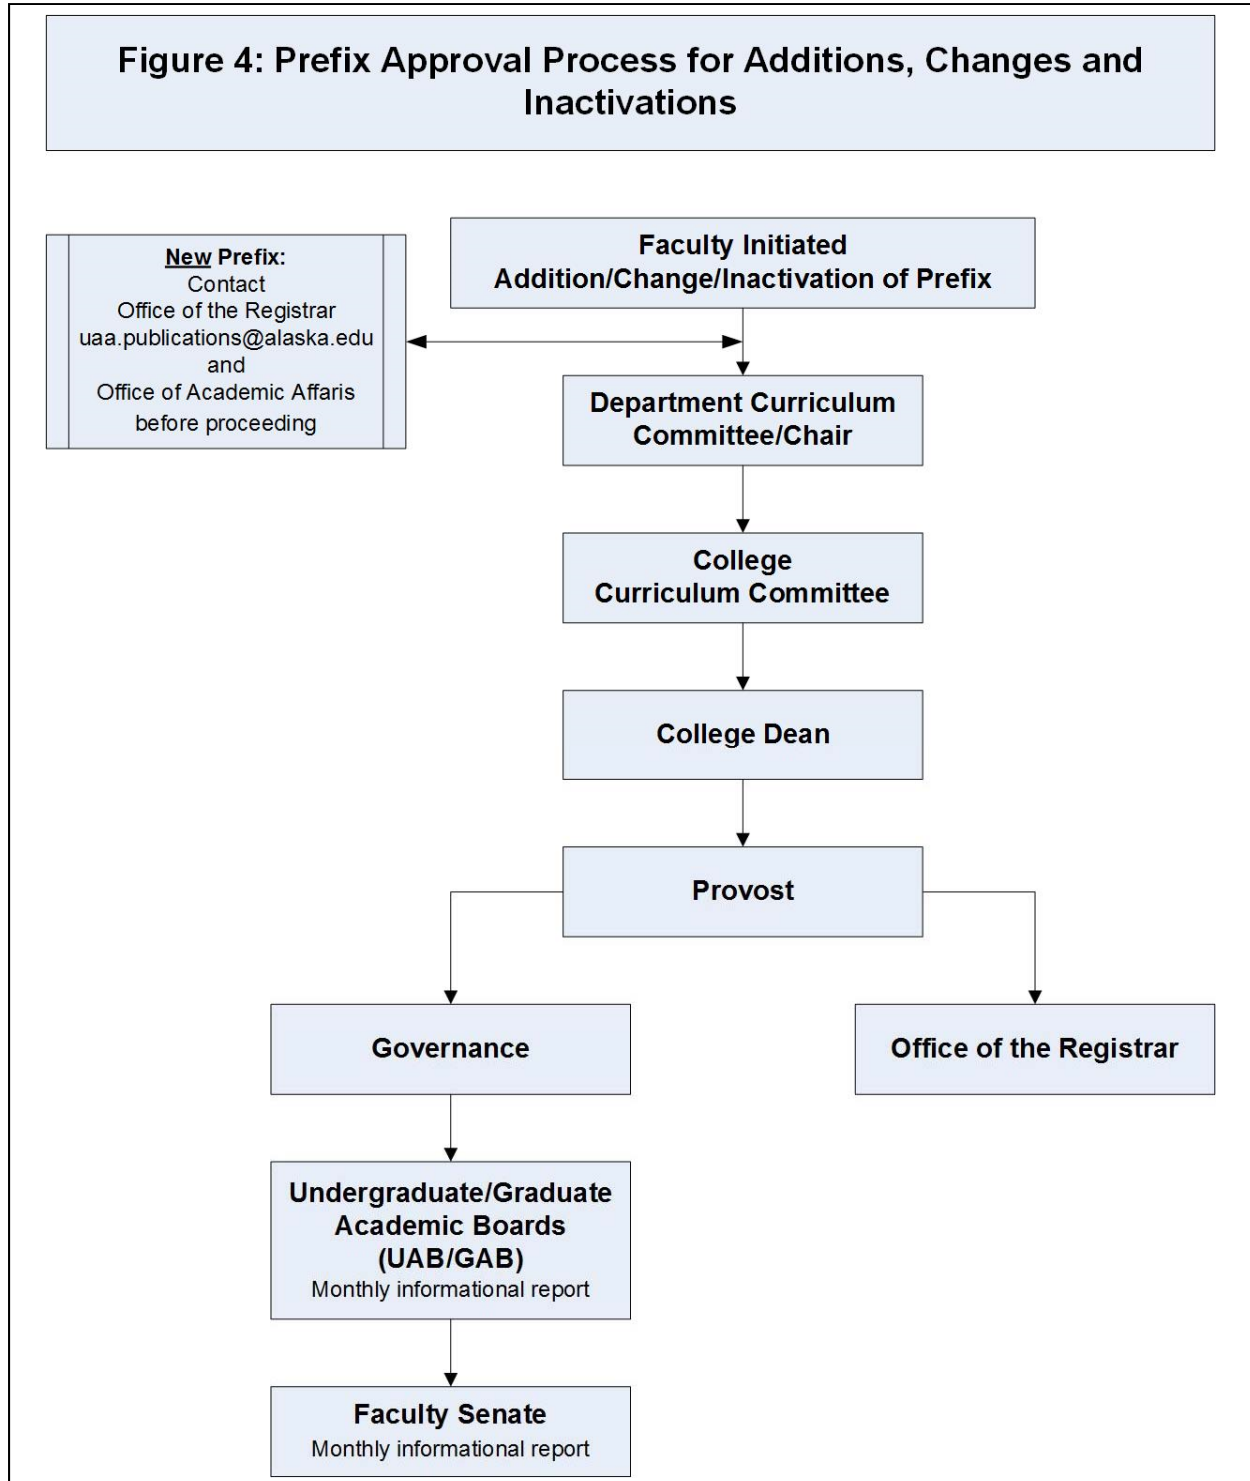 Figure 4: Prefix Approval Process for Additions, Changes and
Inactivations
Faculty Initiated
Addition/Change/Inactivation of Prefix
New Prefix:
Contact
Office of the Registrar
uaa.publications@alaska.edu
and
Office of Academic Affaris
before proceeding
Department Curriculum
Committee/Chair
College
Curriculum Committee
College Dean
Provost
Governance
Office of the Registrar
Undergraduate/Graduate
Academic Boards
(UAB/GAB)
Monthly informational report
Faculty Senate
Monthly informational report